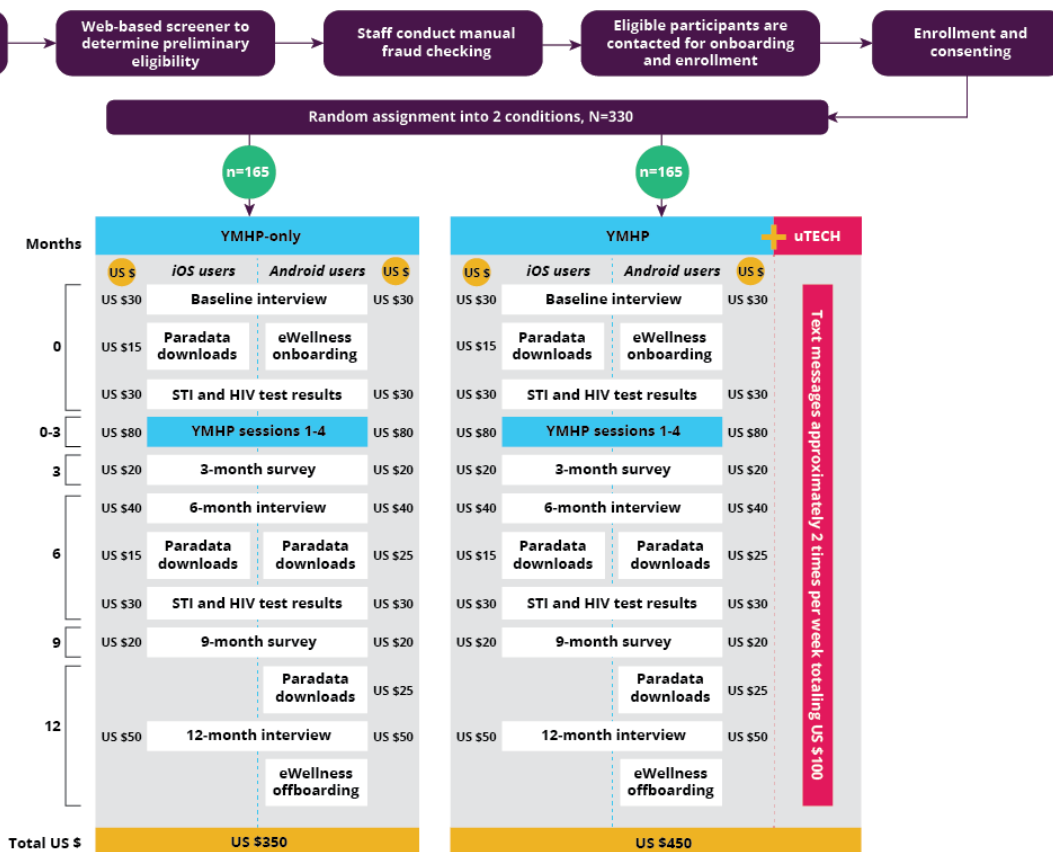 Web-based screener to
determine preliminary
eligibility
Staff conduct manual
fraud checking
Eligible participants are
contacted for onboarding
and enrollment
Enrollment and
consenting
Random assignment into 2 conditions, N=330
n=165
n=165
Months
YMHP-only
YMHP
+ uTECH
US $ iOS users Android users US $
US $ iOS users Android users US $
0
US $30 Baseline interview US $30
US $15 Paradata downloads eWellness onboarding
US $30 STI and HIV test results US $30
US $30 Baseline interview US $30
US $15 Paradata downloads eWellness onboarding
US $30 STI and HIV test results US $30
0-3
US $80 YMHP sessions 1-4 US $80
US $80 YMHP sessions 1-4 US $80
3
US $20 3-month survey US $20
US $20 3-month survey US $20
6
US $40 6-month interview US $40
US $15 Paradata downloads Paradata downloads US $25
US $30 STI and HIV test results US $30
US $40 6-month interview US $40
US $15 Paradata downloads Paradata downloads US $25
US $30 STI and HIV test results US $30
9
US $20 9-month survey US $20
US $20 9-month survey US $20
12
Paradata downloads US $25
US $50 12-month interview US $50
eWellness offboarding
Paradata downloads US $25
US $50 12-month interview US $50
eWellness offboarding
Text messages approximately 2 times per week totaling US $100
Total US $
US $350
US $450